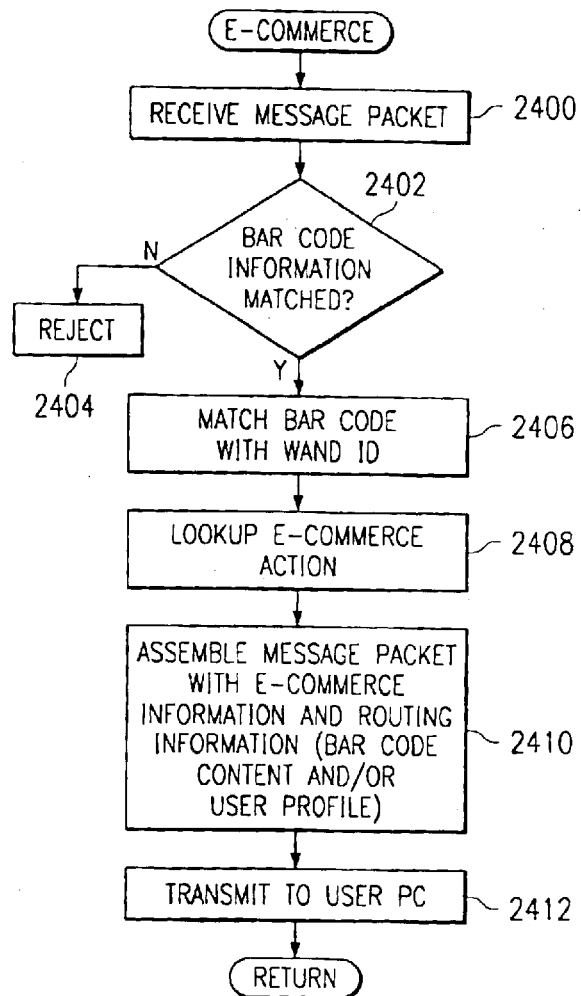 E-COMMERCE
RECEIVE MESSAGE PACKET
2400
2402
BAR CODE
INFORMATION
MATCHED?
N
REJECT
2404
Y
MATCH BAR CODE
WITH WAND ID
2406
LOOKUP E-COMMERCE
ACTION
2408
ASSEMBLE MESSAGE PACKET
WITH E-COMMERCE
INFORMATION AND ROUTING
INFORMATION (BAR CODE
CONTENT AND/OR
USER PROFILE)
2410
TRANSMIT TO USER PC
2412
RETURN